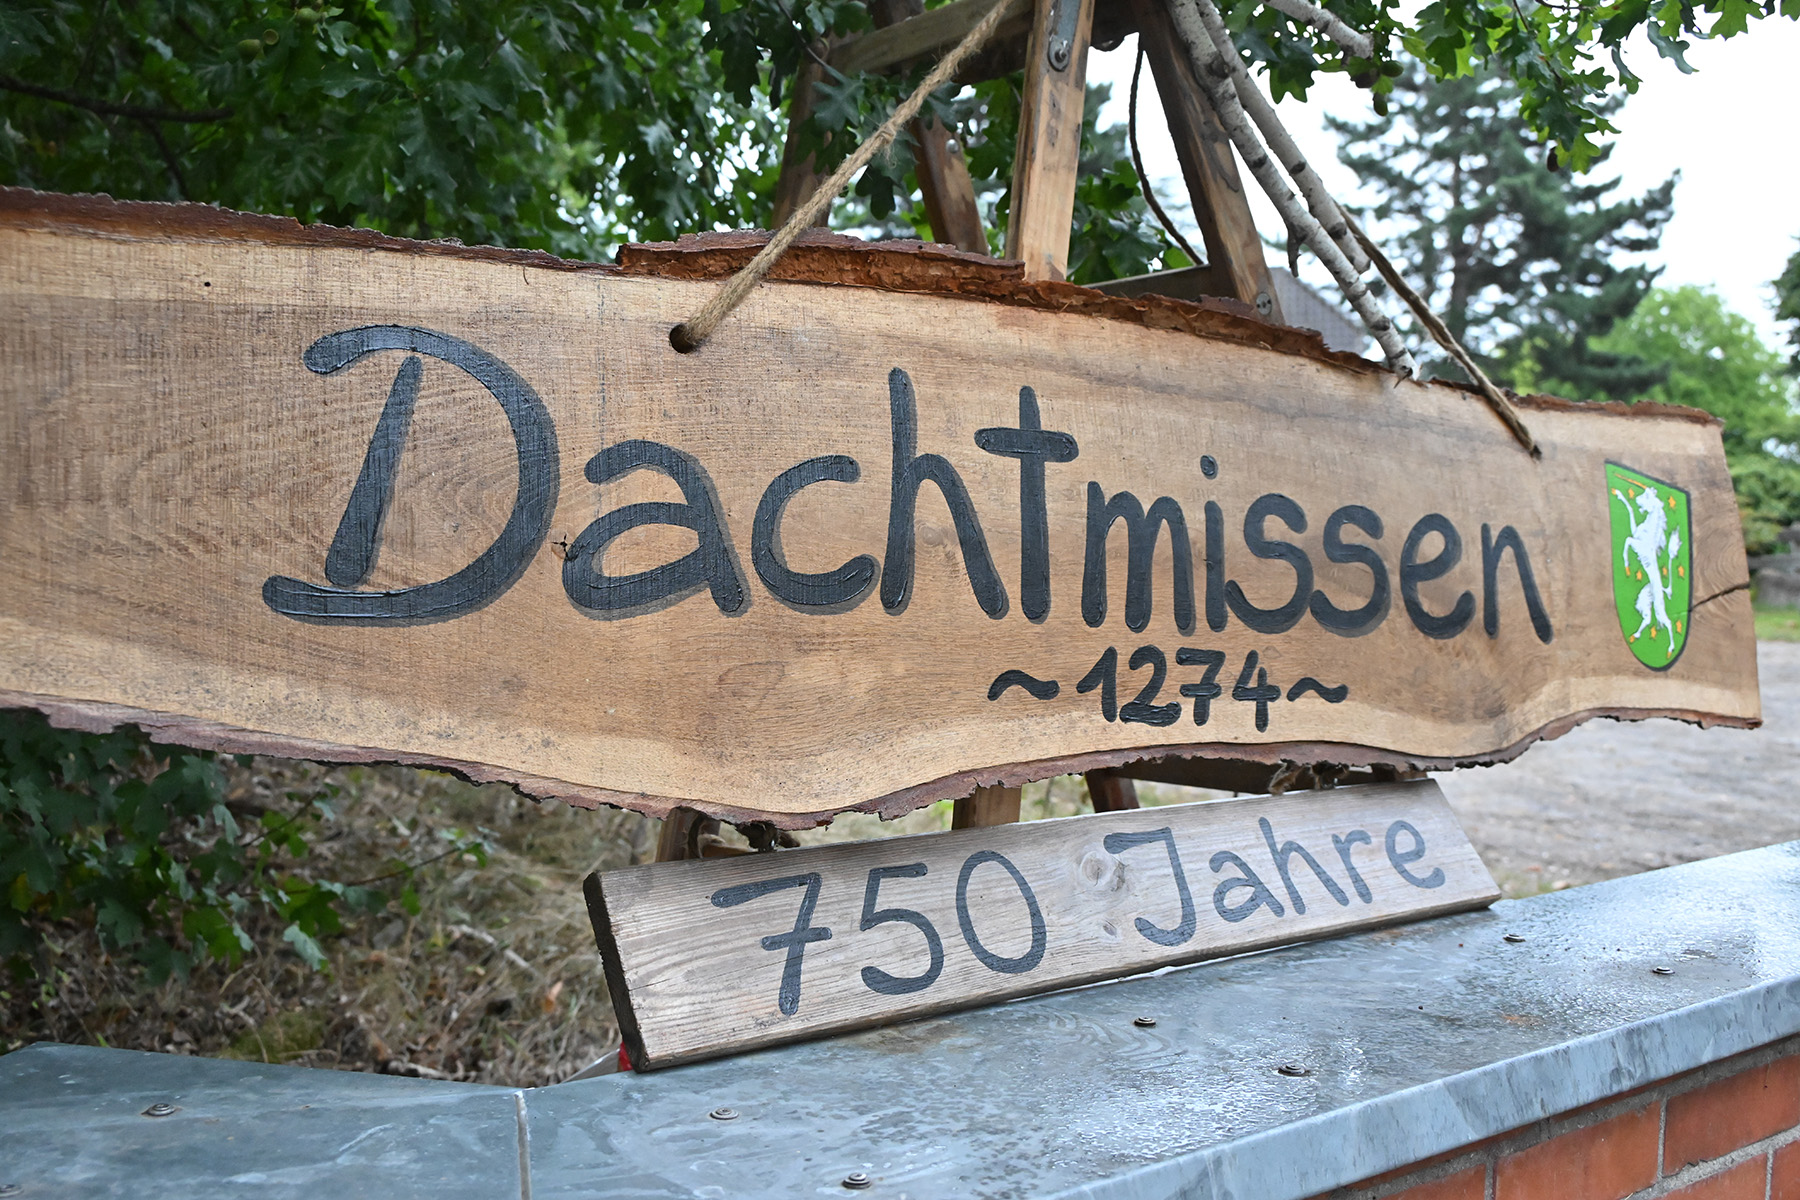 Dachtmissen
~1274~
750 Jahre